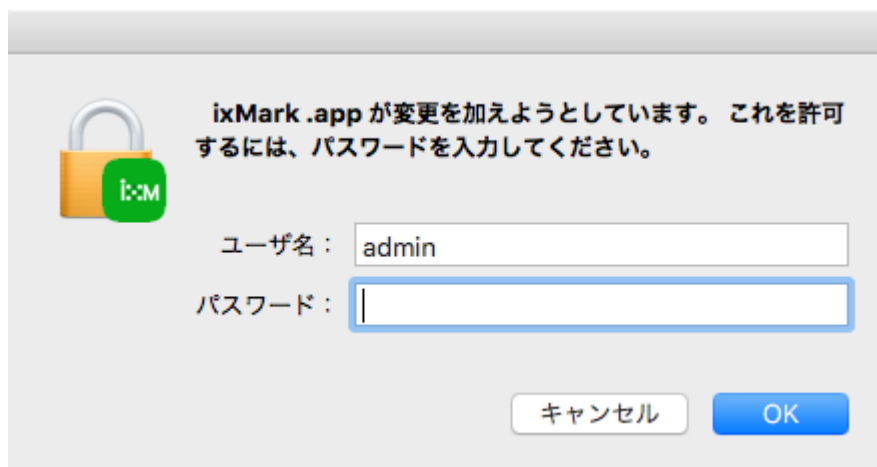 ixM
ixMark .app が変更を加えようとしています。 これを許可
するには、パスワードを入力してください。
ユーザ名： admin
パスワード：
キャンセル OK